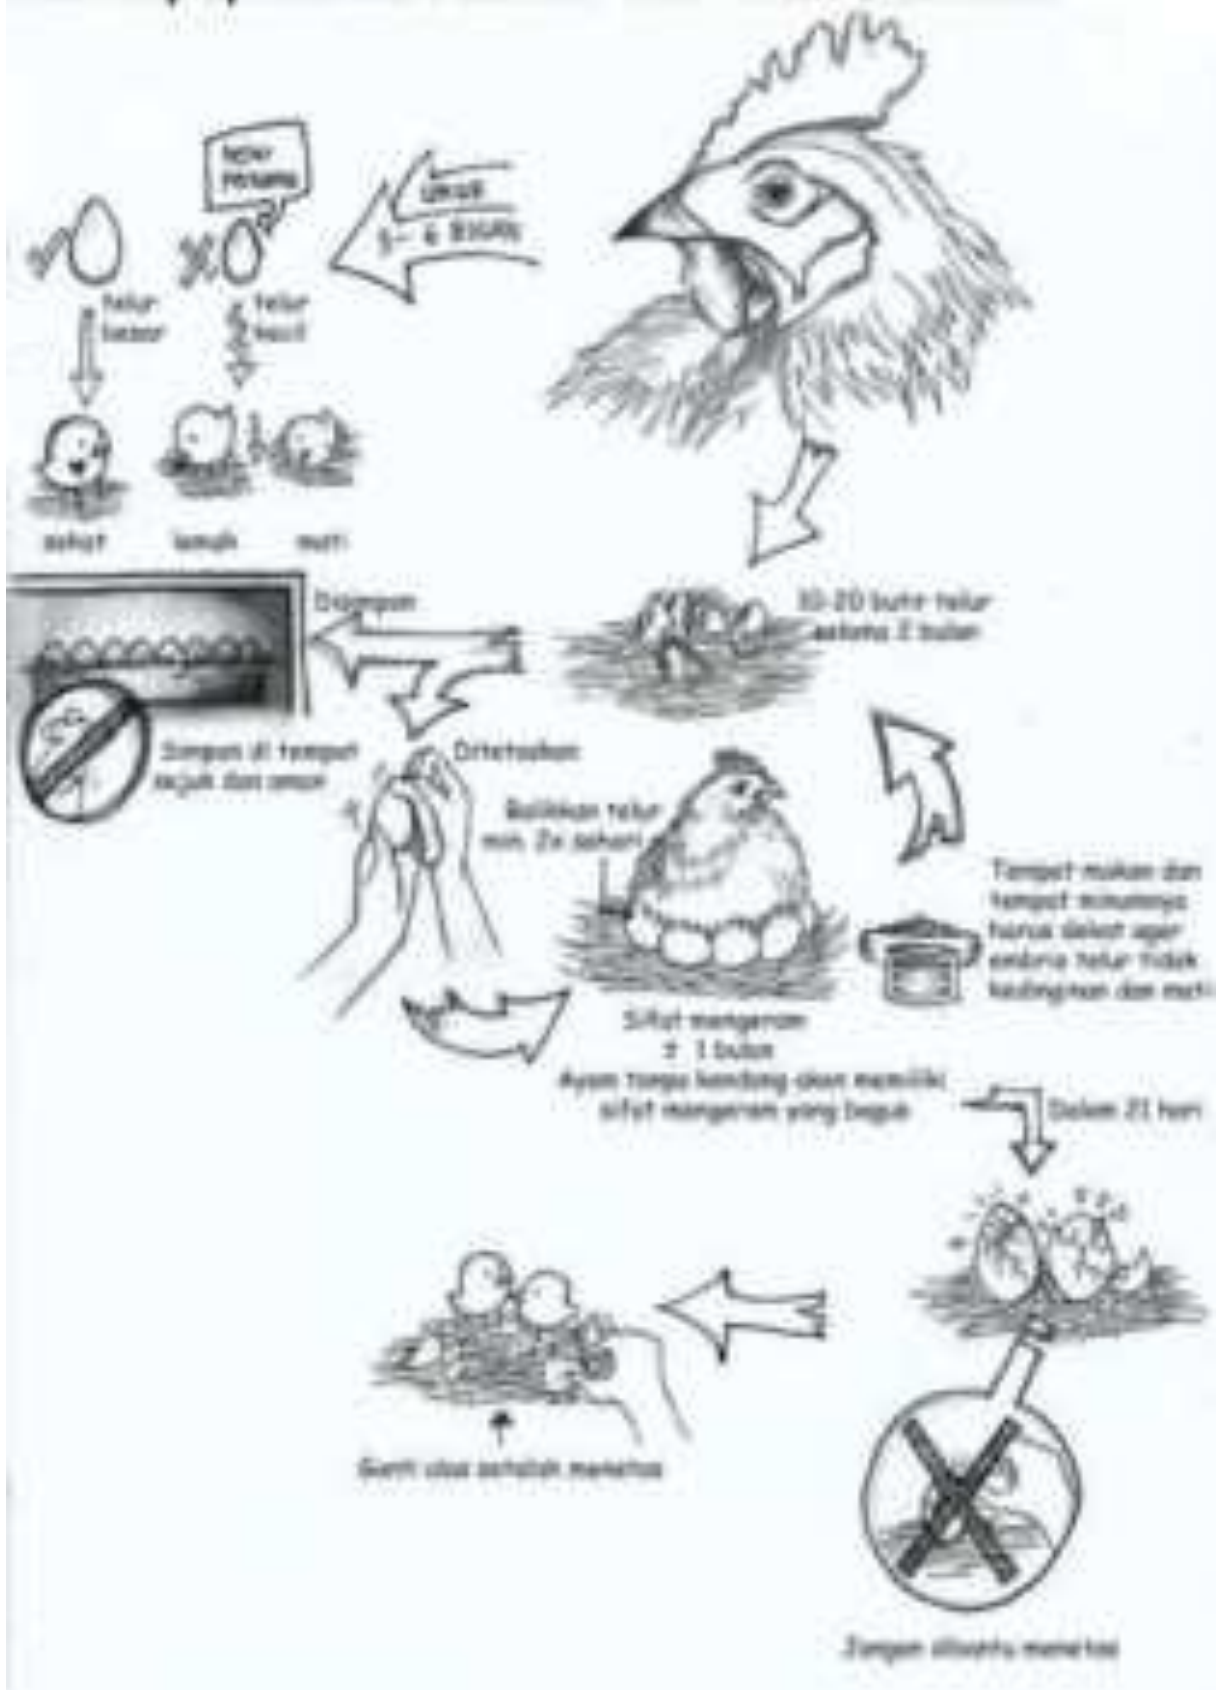 telur
pertama
UMUR
5-6 BULAN
telur
besar
telur
kecil
sehat
lemah
mati
Disimpan
10-20 butir telur
selama 2 bulan
Simpan di tempat
sejuk dan aman
Ditetaskan
Balikkan telur
min. 2x sehari
Tempat makan dan
tempat minumnya
harus dekat agar
embrio telur tidak
kedinginan dan mati
Sifat mengeram
± 1 bulan
Ayam tanpa kandang akan memiliki
sifat mengeram yang bagus
Dalam 21 hari
Ganti alas setelah menetas
Jangan dibantu menetas